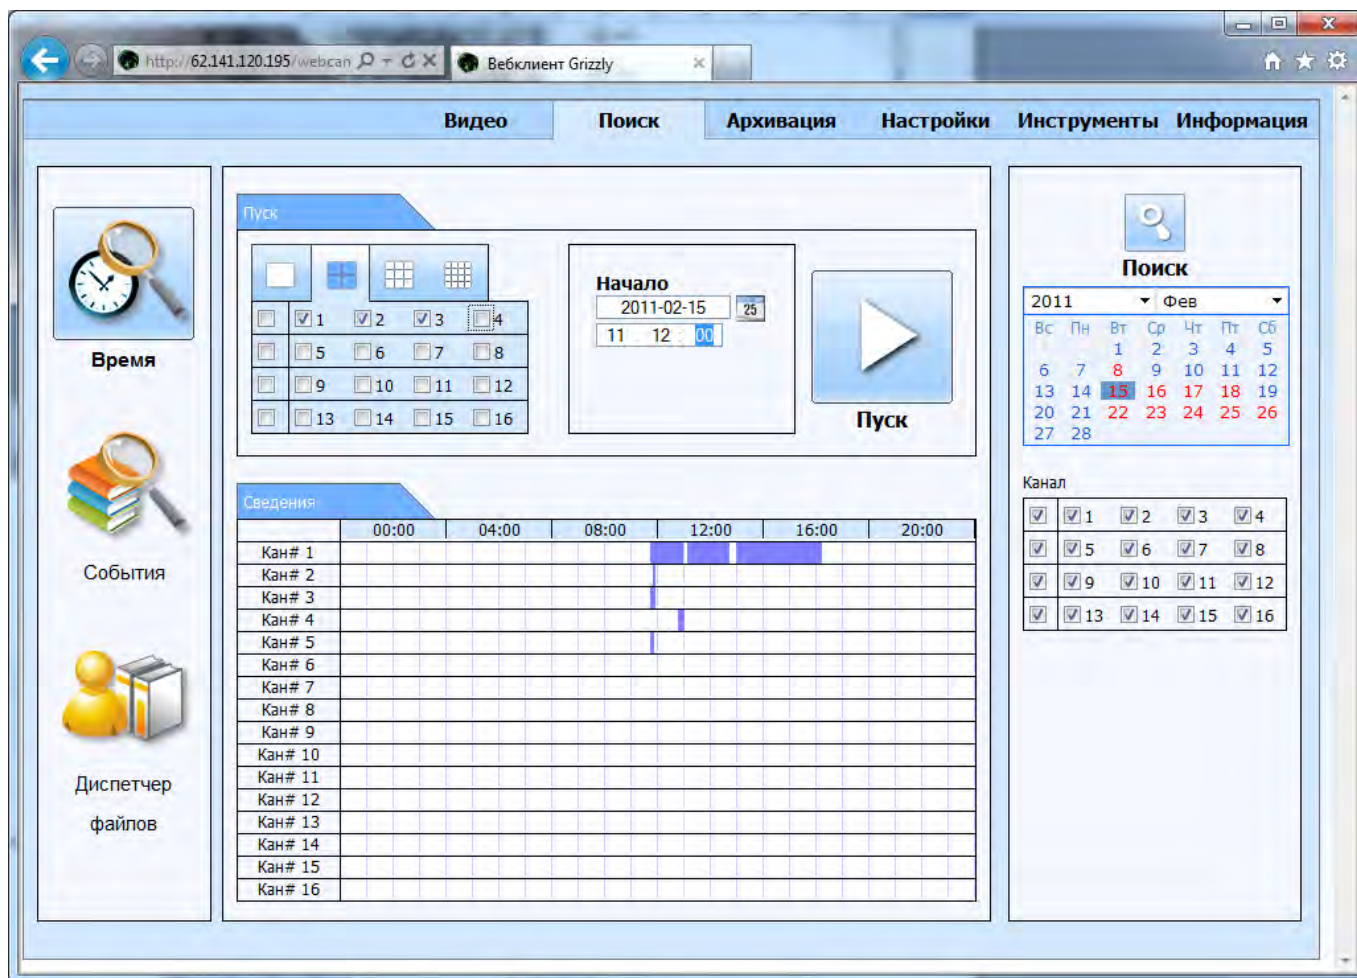 http://62.141.120.195/webcan
Вебклиент Grizzly
Видео Поиск Архивация Настройки Инструменты Информация
Время
События
Диспетчер
файлов
Пуск
1 2 3 4
5 6 7 8
9 10 11 12
13 14 15 16
Начало
2011-02-15 25
11 : 12 : 00
Пуск
Сведения
00:00 04:00 08:00 12:00 16:00 20:00
Кан# 1
Кан# 2
Кан# 3
Кан# 4
Кан# 5
Кан# 6
Кан# 7
Кан# 8
Кан# 9
Кан# 10
Кан# 11
Кан# 12
Кан# 13
Кан# 14
Кан# 15
Кан# 16
Поиск
2011 Фев
Вс Пн Вт Ср Чт Пт Сб
1 2 3 4 5
6 7 8 9 10 11 12
13 14 15 16 17 18 19
20 21 22 23 24 25 26
27 28
Канал
1 2 3 4
5 6 7 8
9 10 11 12
13 14 15 16